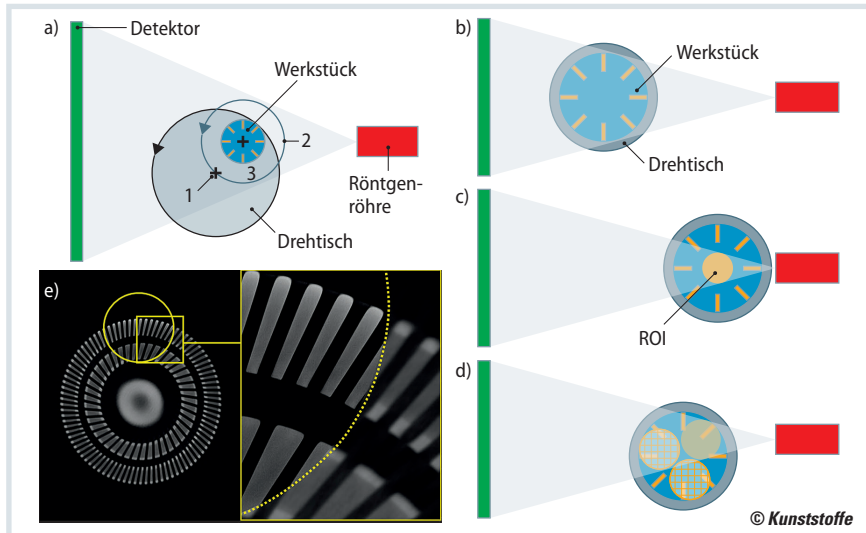 a)
Detektor
Werkstück
2
3
1
Röntgen-
röhre
Drehtisch
b)
Werkstück
Drehtisch
c)
ROI
d)
e)
© Kunststoffe